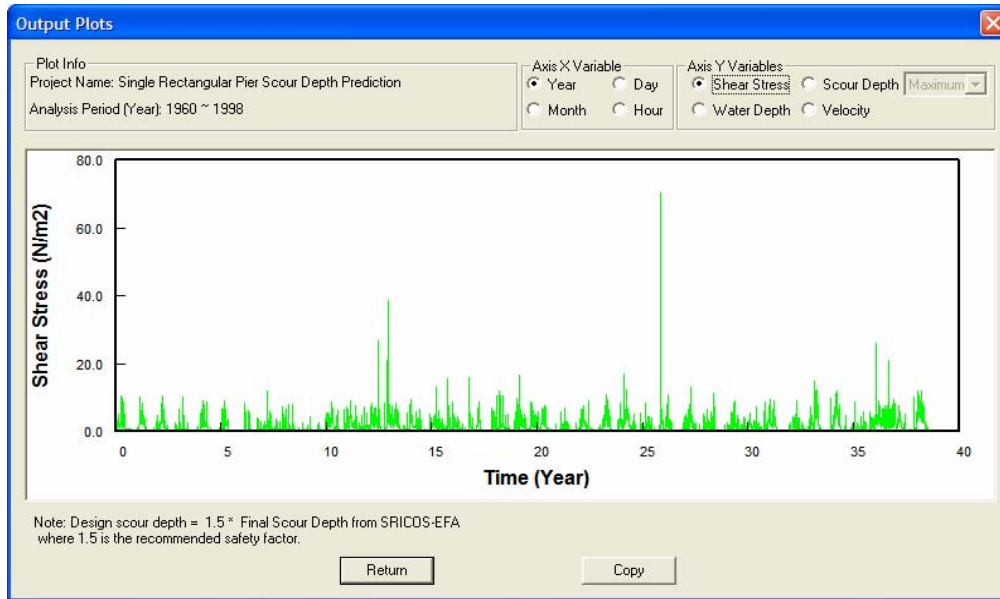 Output Plots
Plot Info
Project Name: Single Rectangular Pier Scour Depth Prediction
Analysis Period (Year): 1960 ~ 1998
Axis X Variable
Year Day
Month Hour
Axis Y Variables
Shear Stress Scour Depth Maximum
Water Depth Velocity
80.0
60.0
40.0
20.0
0.0
Shear Stress (N/m2)
0 5 10 15 20 25 30 35 40
Time (Year)
Note: Design scour depth = 1.5 * Final Scour Depth from SRICOS-EFA
where 1.5 is the recommended safety factor.
Return Copy